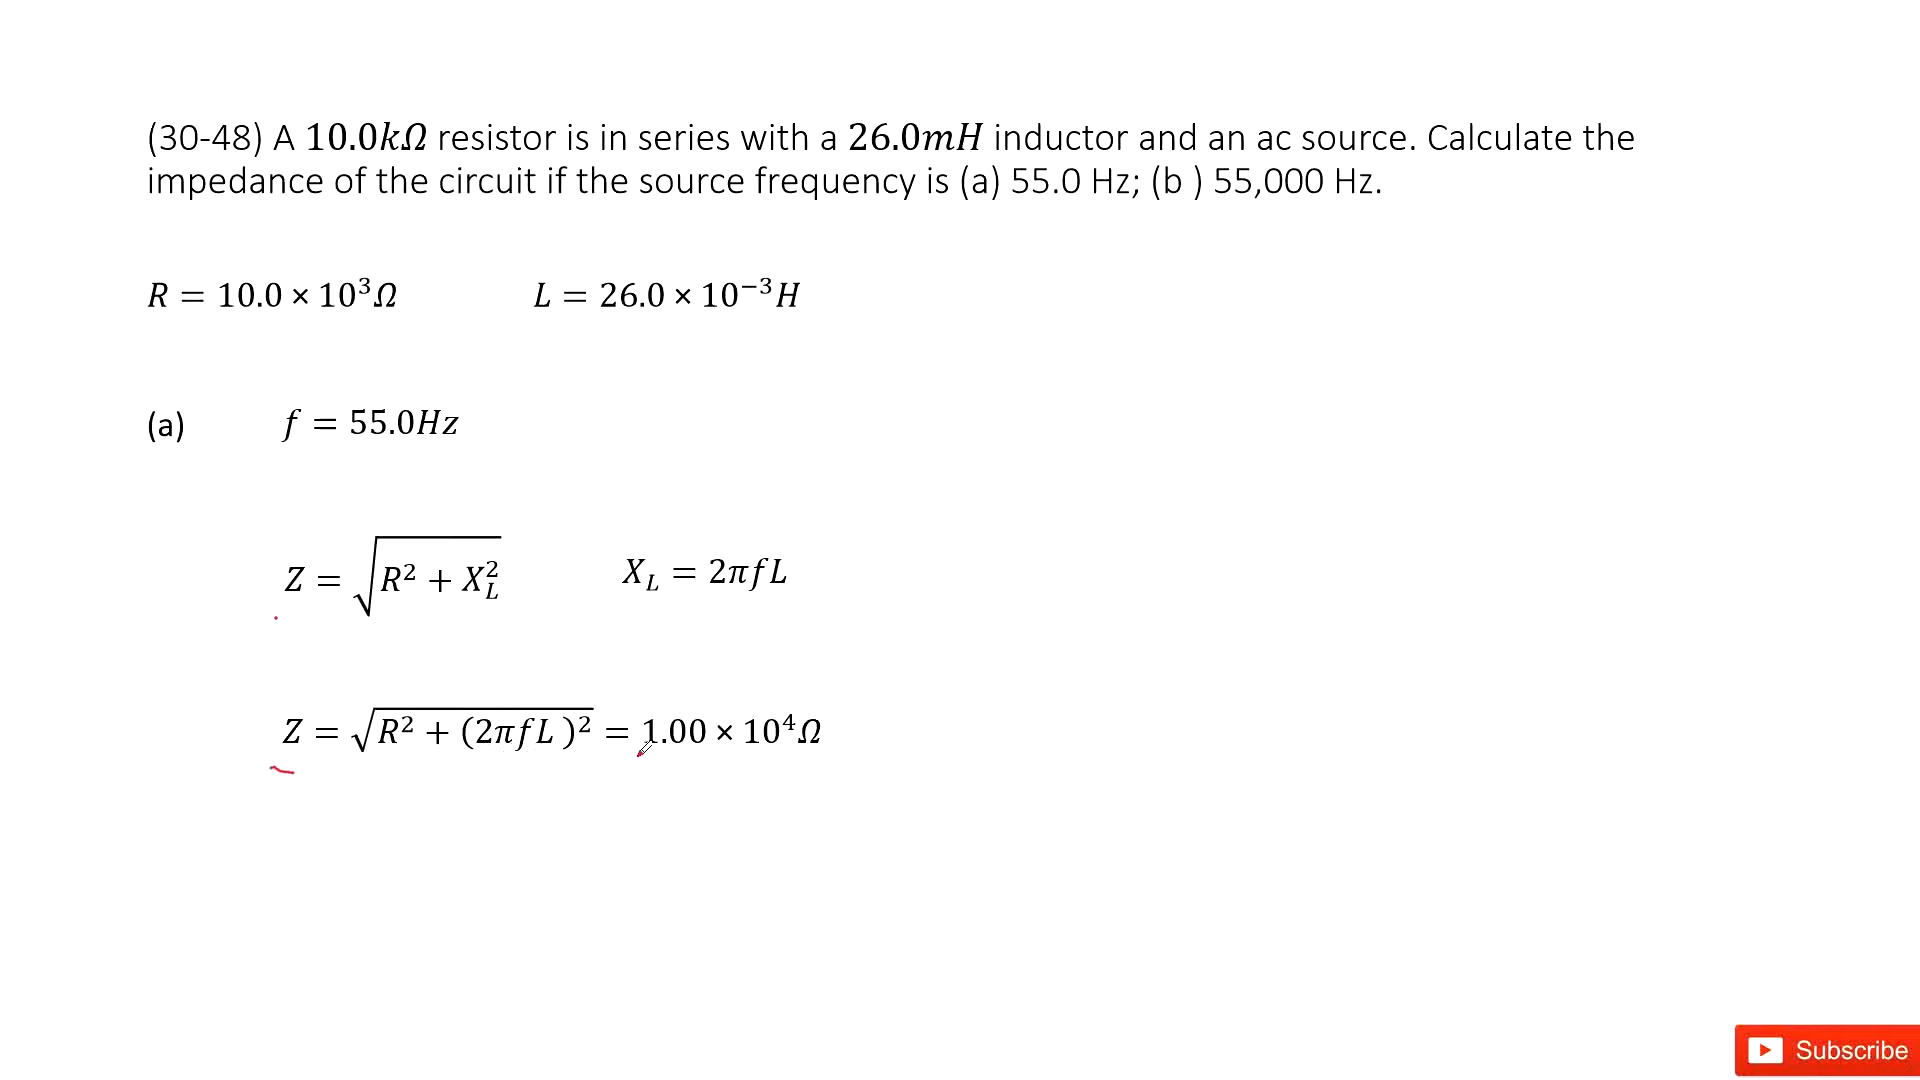 (30-48) A 10.0kΩ resistor is in series with a 26.0mH inductor and an ac source. Calculate the
impedance of the circuit if the source frequency is (a) 55.0 Hz; (b ) 55,000 Hz.
R = 10.0 × 10³Ω L = 26.0 × 10⁻³H
(a) f = 55.0Hz
Z = √(R² + X_L²) X_L = 2πfL
Z = √(R² + (2πfL )²) = 1.00 × 10⁴Ω
Subscribe